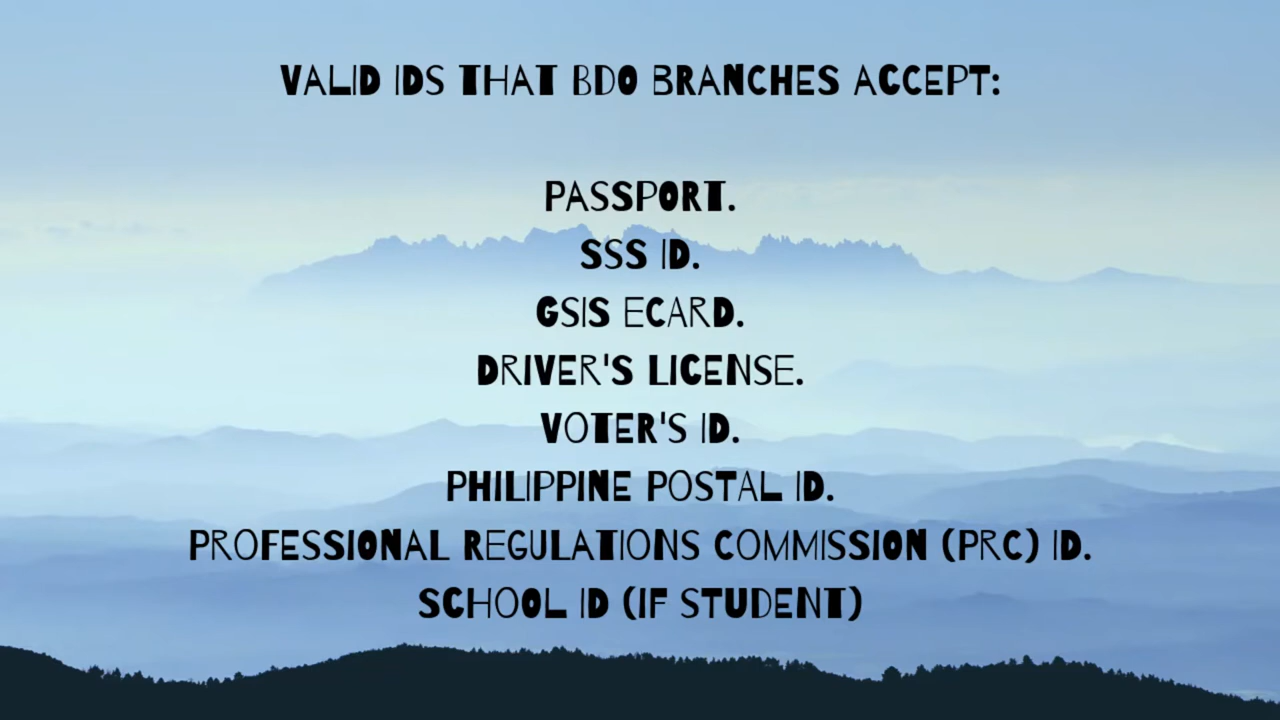 VALID IDS THAT BDO BRANCHES ACCEPT:
PASSPORT.
SSS ID.
GSIS ECARD.
DRIVER'S LICENSE.
VOTER'S ID.
PHILIPPINE POSTAL ID.
PROFESSIONAL REGULATIONS COMMISSION (PRC) ID.
SCHOOL ID (IF STUDENT)